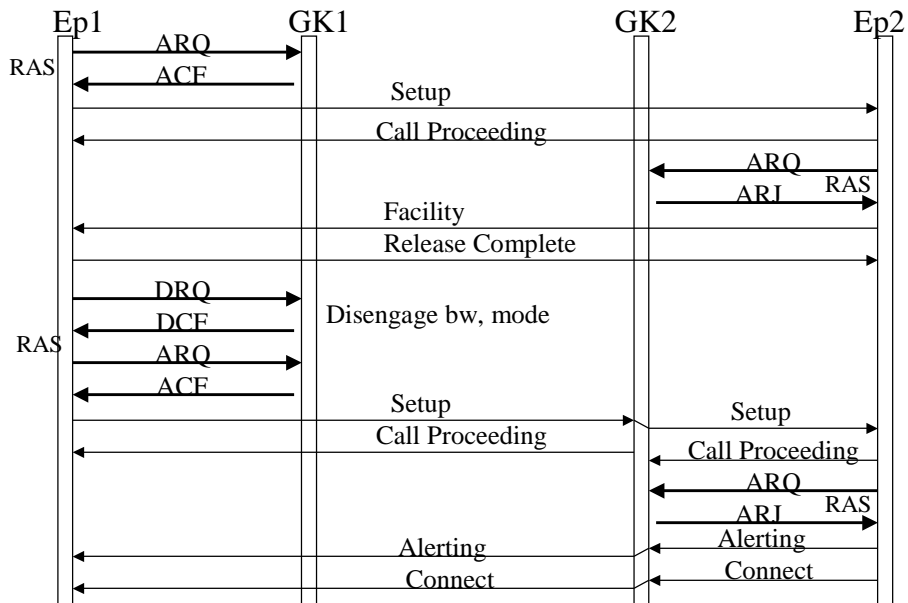 Ep1 GK1 GK2 Ep2
ARQ
RAS
ACF
Setup
Call Proceeding
ARQ
RAS
ARJ
Facility
Release Complete
DRQ
Disengage bw, mode
DCF
RAS
ARQ
ACF
Setup
Setup
Call Proceeding
Call Proceeding
ARQ
RAS
ARJ
Alerting
Alerting
Connect
Connect